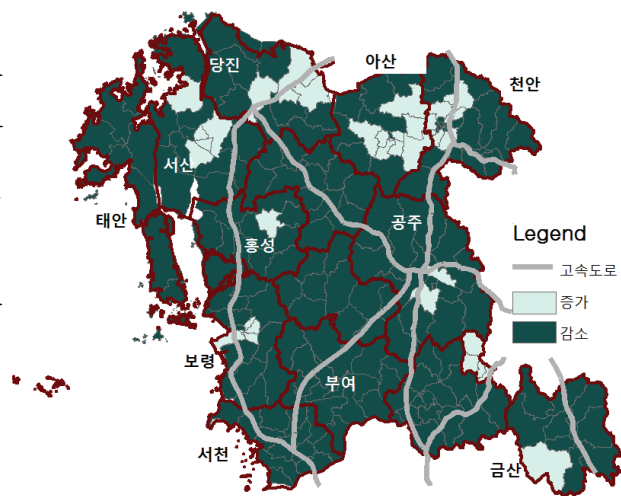 아산
당진
천안
서산
태안
홍성
공주
Legend
고속도로
증가
감소
보령
부여
서천
금산